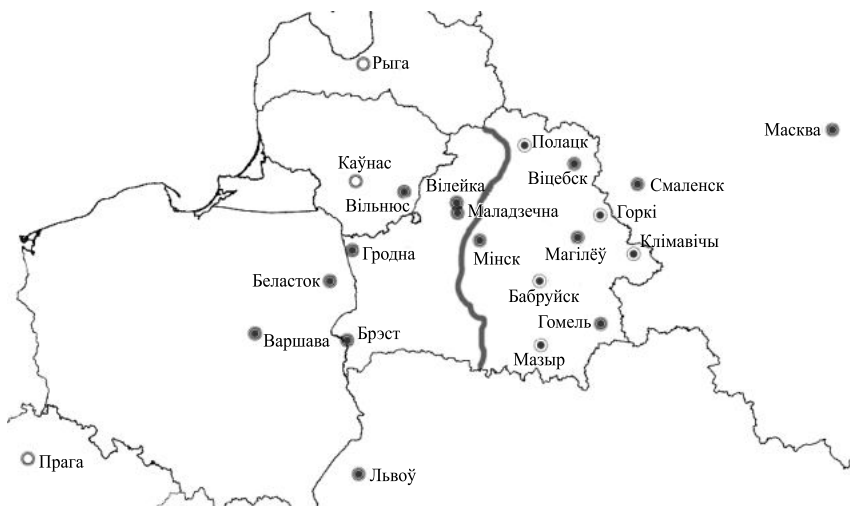 Рыга
Масква
Полацк
Віцебск
Каўнас
Вілейка
Смаленск
Вільнюс
Маладзечна
Горкі
Клімавічы
Гродна
Мінск
Магілёў
Беласток
Бабруйск
Гомель
Варшава
Брэст
Мазыр
Прага
Львоў